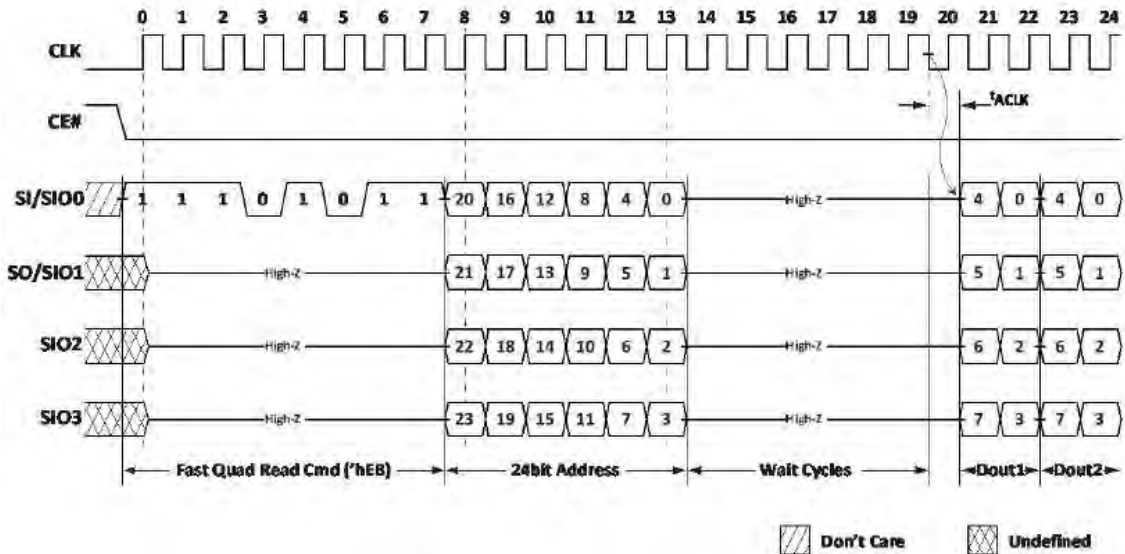 0 1 2 3 4 5 6 7 8 9 10 11 12 13 14 15 16 17 18 19 20 21 22 23 24
CLK
tACLK
CE#
SI/SIO0 1 1 1 0 1 0 1 1 20 16 12 8 4 0 High-Z 4 0 4 0
SO/SIO1 High-Z 21 17 13 9 5 1 High-Z 5 1 5 1
SIO2 High-Z 22 18 14 10 6 2 High-Z 6 2 6 2
SIO3 High-Z 23 19 15 11 7 3 High-Z 7 3 7 3
Fast Quad Read Cmd ('hEB) 24bit Address Wait Cycles Dout1 Dout2
Don't Care Undefined